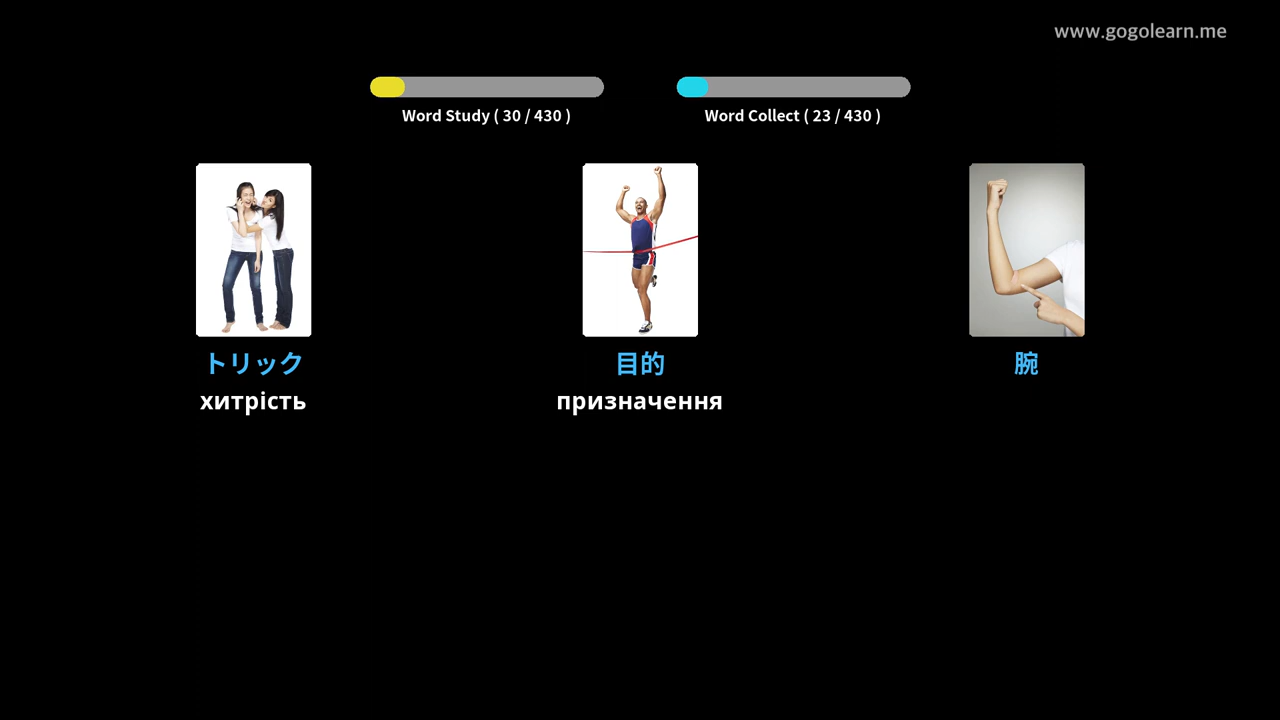 www.gogolearn.me
Word Study ( 30 / 430 )
Word Collect ( 23 / 430 )
トリック
目的
腕
хитрість
призначення